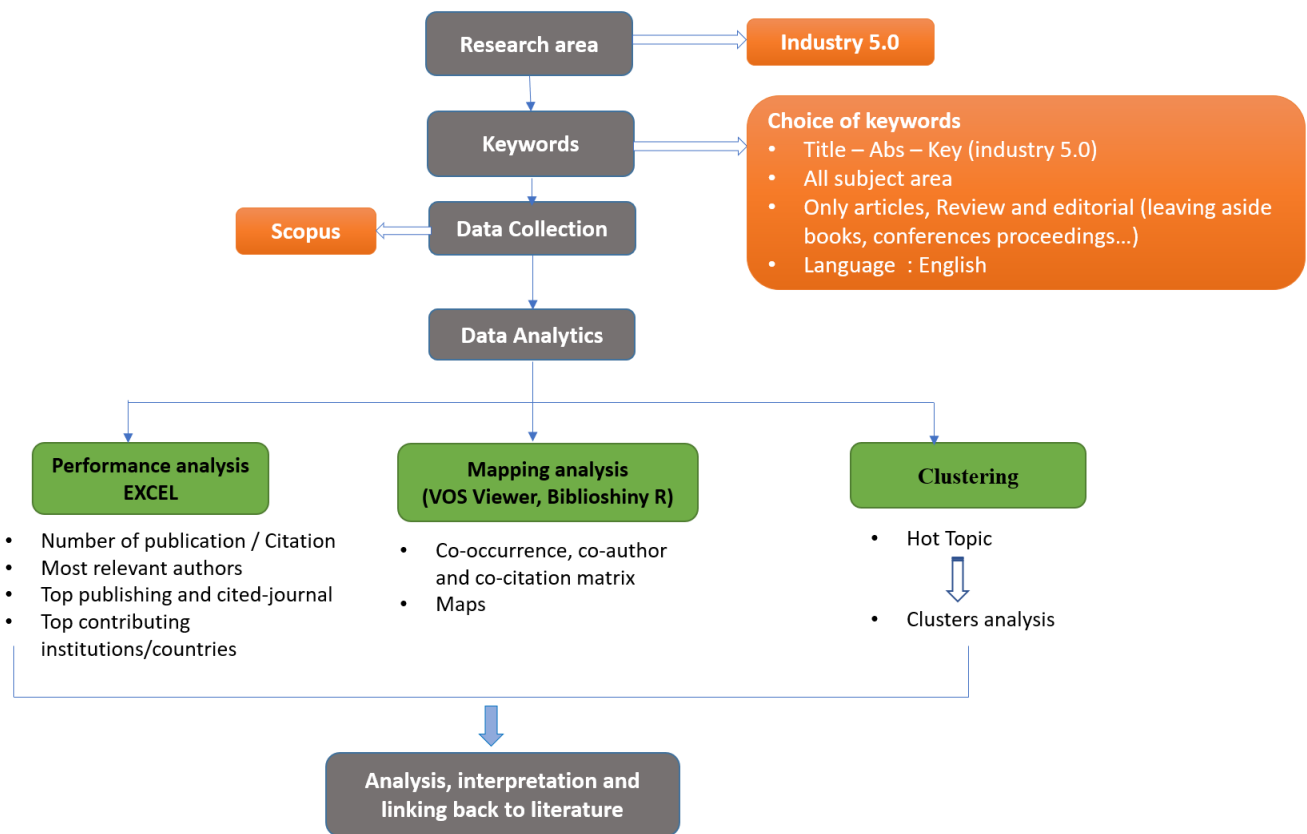 Research area
Industry 5.0
Keywords
Choice of keywords
• Title – Abs – Key (industry 5.0)
• All subject area
• Only articles, Review and editorial (leaving aside
books, conferences proceedings...)
• Language : English
Scopus
Data Collection
Data Analytics
Performance analysis
EXCEL
• Number of publication / Citation
• Most relevant authors
• Top publishing and cited-journal
• Top contributing
institutions/countries
Mapping analysis
(VOS Viewer, Biblioshiny R)
• Co-occurrence, co-author
and co-citation matrix
• Maps
Clustering
• Hot Topic
• Clusters analysis
Analysis, interpretation and
linking back to literature